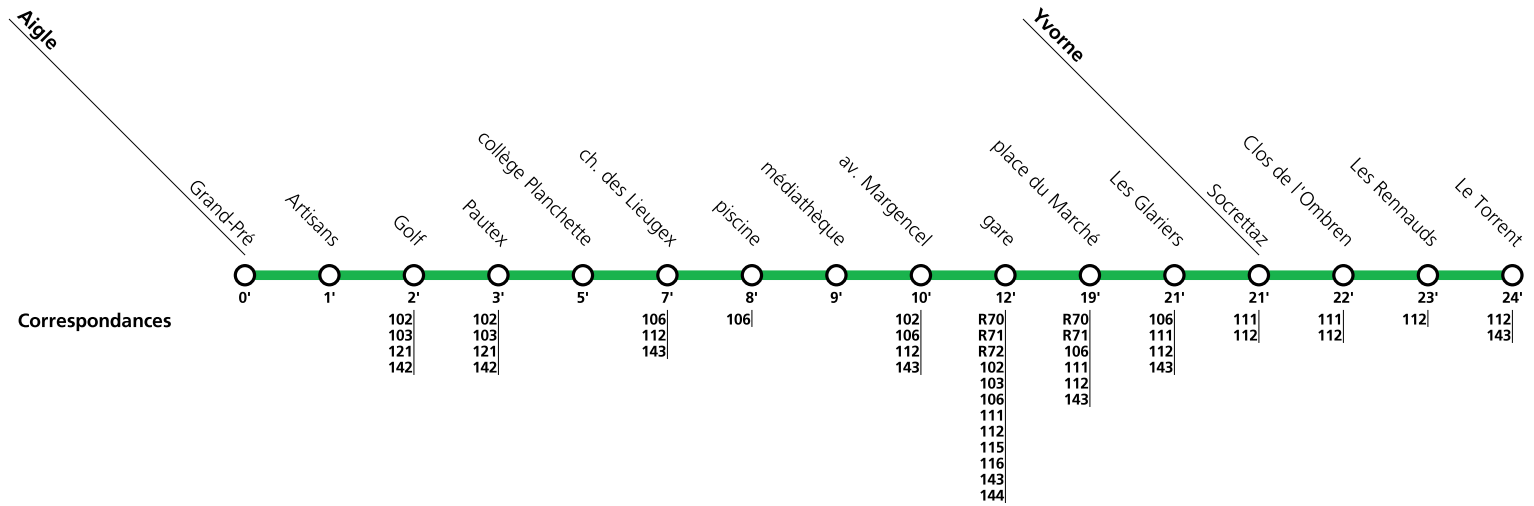 Aigle
Yvorne
Grand-Pré
Artisans
Golf
Pautex
collège Planchette
ch. des Lieugex
piscine
médiathèque
av. Margencel
gare
place du Marché
Les Glariers
Socrettaz
Clos de l'Ombren
Les Rennauds
Le Torrent
0' 1' 2' 3' 5' 7' 8' 9' 10' 12' 19' 21' 21' 22' 23' 24'
Correspondances 102 102 106 106 102 R70 R70 106 111 111 112 112
103 103 112 106 R71 R71 111 112 112 143
121 121 143 112 R72 106 112
142 142 143 102 111 143
103 112
106 143
111
112
115
116
143
144